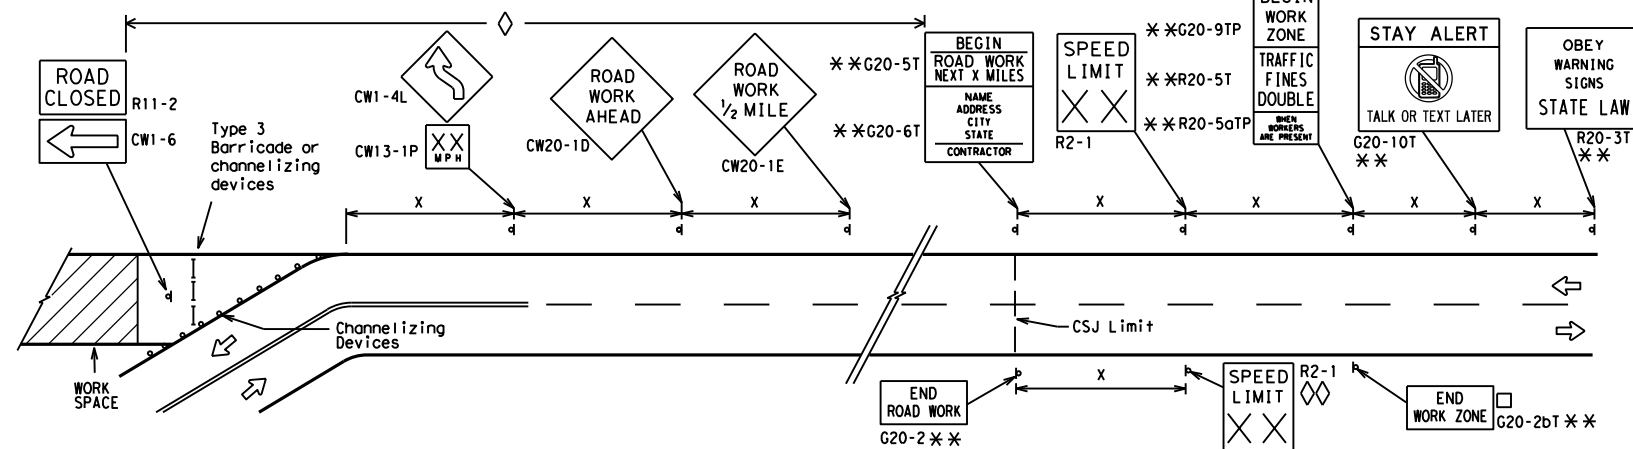 ROAD
CLOSED
R11-2
CW1-6
Type 3
Barricade or
channelizing
devices
CW1-4L
XX
MPH
CW13-1P
ROAD
WORK
AHEAD
CW20-1D
ROAD
WORK
1/2 MILE
CW20-1E
**G20-5T
BEGIN
ROAD WORK
NEXT X MILES
**G20-6T
NAME
ADDRESS
CITY
STATE
CONTRACTOR
SPEED
LIMIT
XX
R2-1
**G20-9TP
BEGIN
WORK
ZONE
**R20-5T
TRAFFIC
FINES
DOUBLE
**R20-5aTP
WHEN
WORKERS
ARE PRESENT
STAY ALERT
TALK OR TEXT LATER
G20-10T
**
OBEY
WARNING
SIGNS
STATE LAW
R20-3T
**
X
X
X
X
X
X
X
Channelizing
Devices
CSJ Limit
WORK
SPACE
END
ROAD WORK
G20-2**
X
SPEED
LIMIT
XX
R2-1
END
WORK ZONE
G20-2bT **